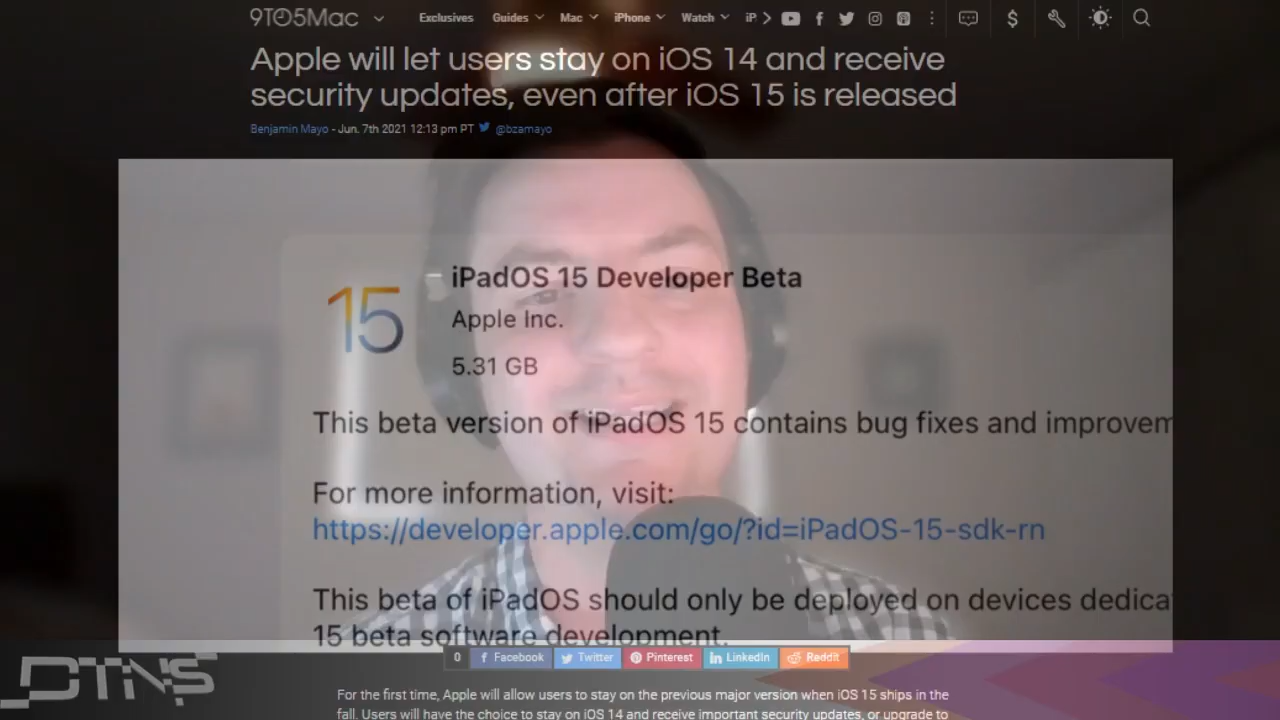 9TO5Mac Exclusives Guides Mac iPhone Watch iP
Apple will let users stay on iOS 14 and receive
security updates, even after iOS 15 is released
Benjamin Mayo - Jun. 7th 2021 12:13 pm PT @bzamayo
15
iPadOS 15 Developer Beta
Apple Inc.
5.31 GB
This beta version of iPadOS 15 contains bug fixes and improvem
For more information, visit:
https://developer.apple.com/go/?id=iPadOS-15-sdk-rn
This beta of iPadOS should only be deployed on devices dedica
15 beta software development.
0 Facebook Twitter Pinterest LinkedIn Reddit
DTNS
For the first time, Apple will allow users to stay on the previous major version when iOS 15 ships in the
fall. Users will have the choice to stay on iOS 14 and receive important security updates, or upgrade to